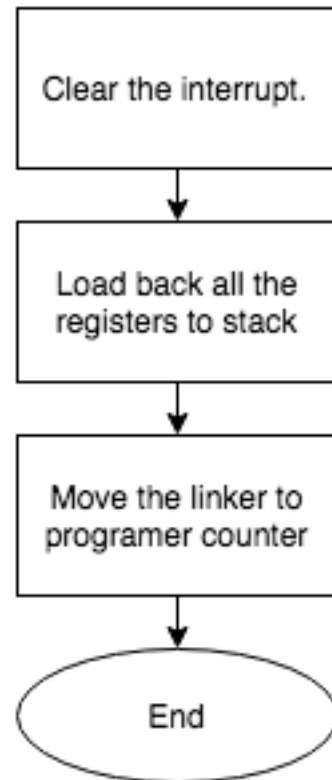 Clear the interrupt.
Load back all the
registers to stack
Move the linker to
programer counter
End